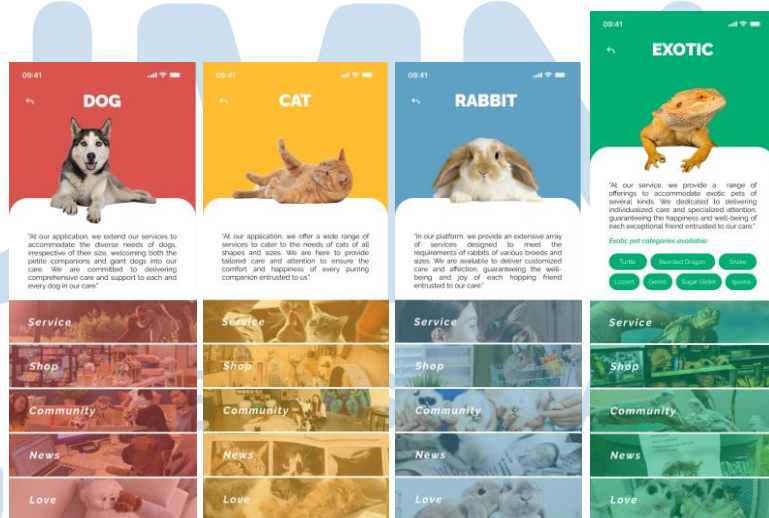 09:41
DOG
"At our application, we extend our services to
accommodate the diverse needs of dogs,
irrespective of their size, welcoming both the
petite companions and giant dogs into our
care. We are committed to delivering
comprehensive care and support to each and
every dog in our care."
Service
Shop
Community
News
Love
09:41
CAT
"At our application, we offer a wide range of
services to cater to the needs of cats of all
shapes and sizes. We are here to provide
tailored care and attention to ensure the
comfort and happiness of every purring
companion entrusted to us."
Service
Shop
Community
News
Love
09:41
RABBIT
"In our platform, we provide an extensive array
of services designed to meet the
requirements of rabbits of various breeds and
sizes. We are available to deliver customized
care and affection, guaranteeing the well-
being and joy of each hopping friend
entrusted to our care."
Service
Shop
Community
News
Love
09:41
EXOTIC
"At our service, we provide a range of
offerings to accommodate exotic pets of
several kinds. We dedicated to delivering
individualized care and specialized attention,
guaranteeing the happiness and well-being of
each exceptional friend entrusted to our care."
Exotic pet categories available:
Turtle Bearded Dragon Snake
Lizzard Gecko Sugar Glider Iguana
Service
Shop
Community
News
Love